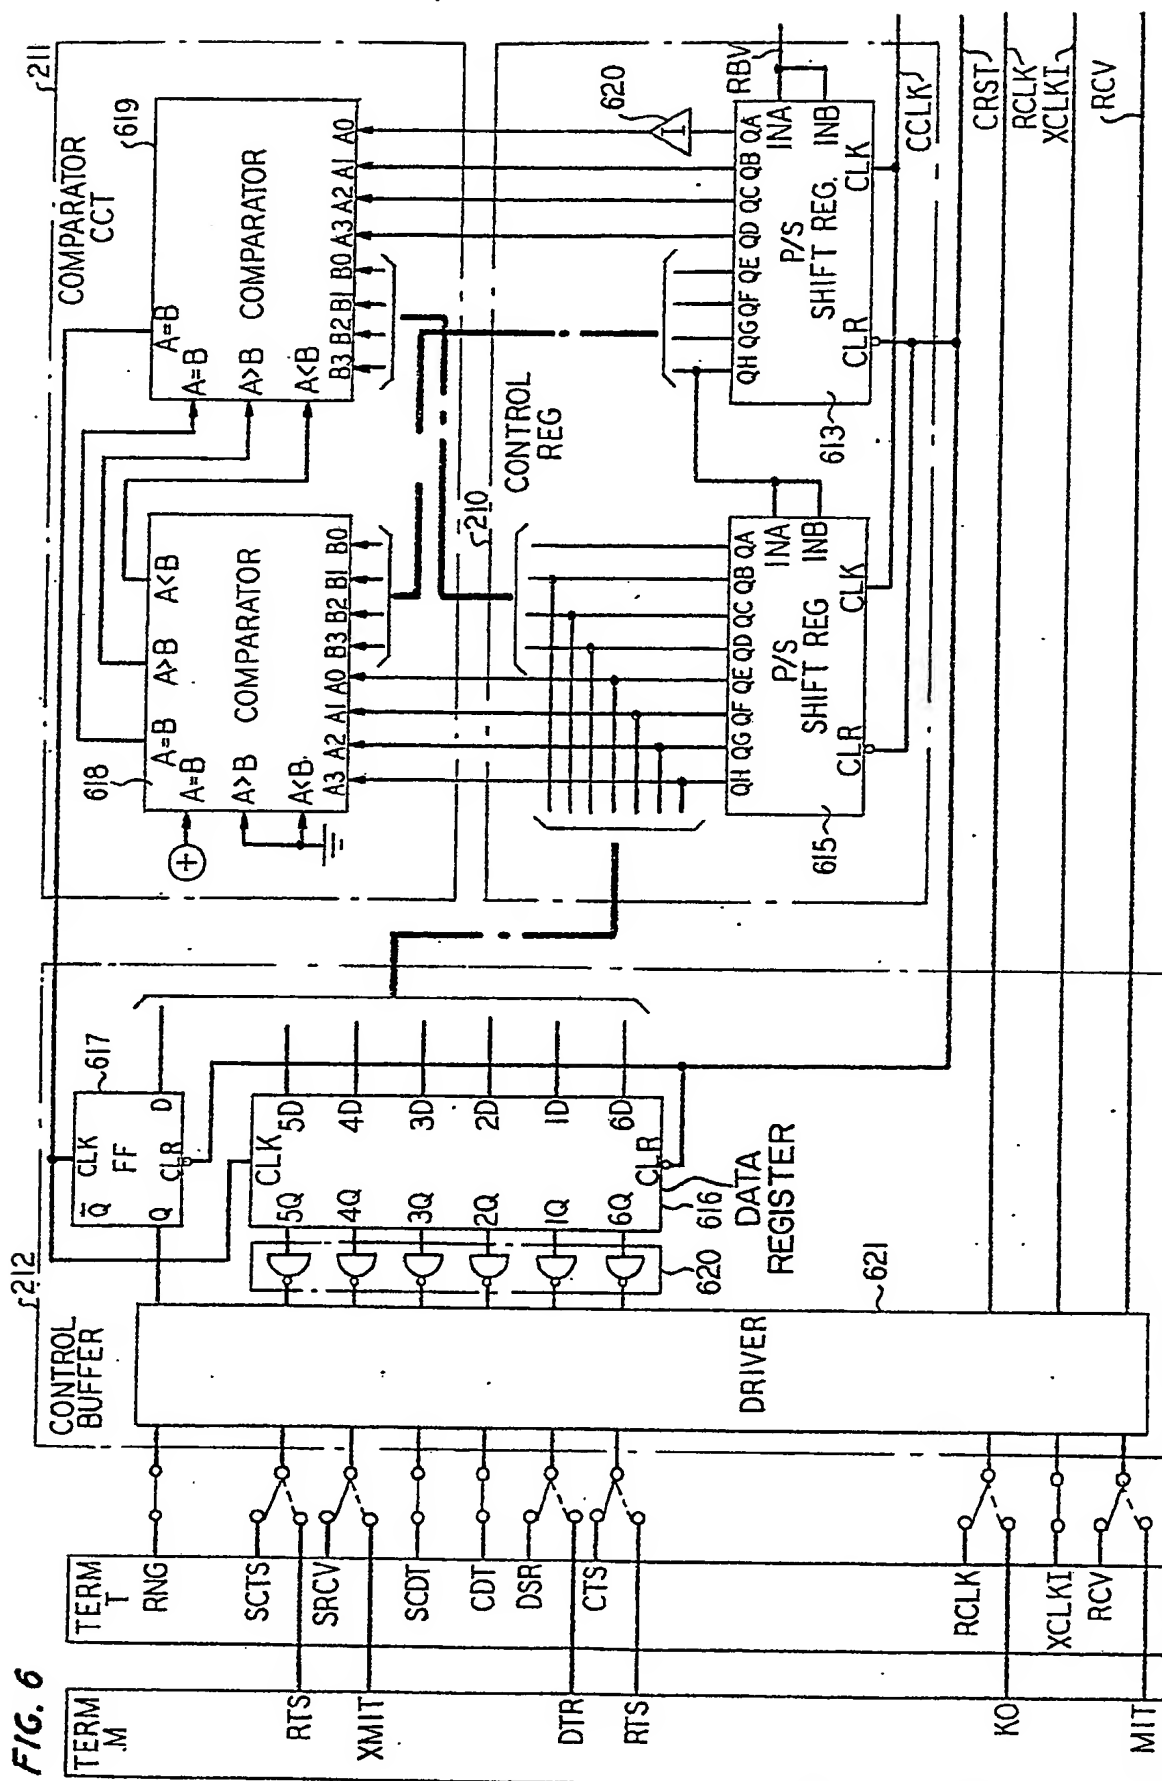 FIG. 6
TERM
M
RTS
XMIT
DTR
RTS
KO
MIT
TERM
T
RNG
SCTS
SRCV
SCDT
CDT
DSR
CTS
RCLK
XCLKI
RCV
CONTROL
BUFFER
212
DRIVER
621
620
Q̅ CLK
FF
Q CLR D
617
CLK
5Q 5D
4Q 4D
3Q 3D
2Q 2D
1Q 1D
6Q 6D
CLR
616
DATA
REGISTER
COMPARATOR
CCT
211
618
A=B A>B A<B
A=B
A>B
A<B
COMPARATOR
A3 A2 A1 A0 B3 B2 B1 B0
619
A=B
A=B
A>B
A<B
COMPARATOR
B3 B2 B1 B0 A3 A2 A1 A0
620
1
210
CONTROL
REG
QH QG QF QE QD QC QB QA
P/S
SHIFT REG
INA
INB
CLR
CLK
615
QH QG QF QE QD QC QB QA
P/S
SHIFT REG.
INA
INB
CLR
CLK
613
RBV
CCLK
CRST
RCLK
XCLKI
RCV